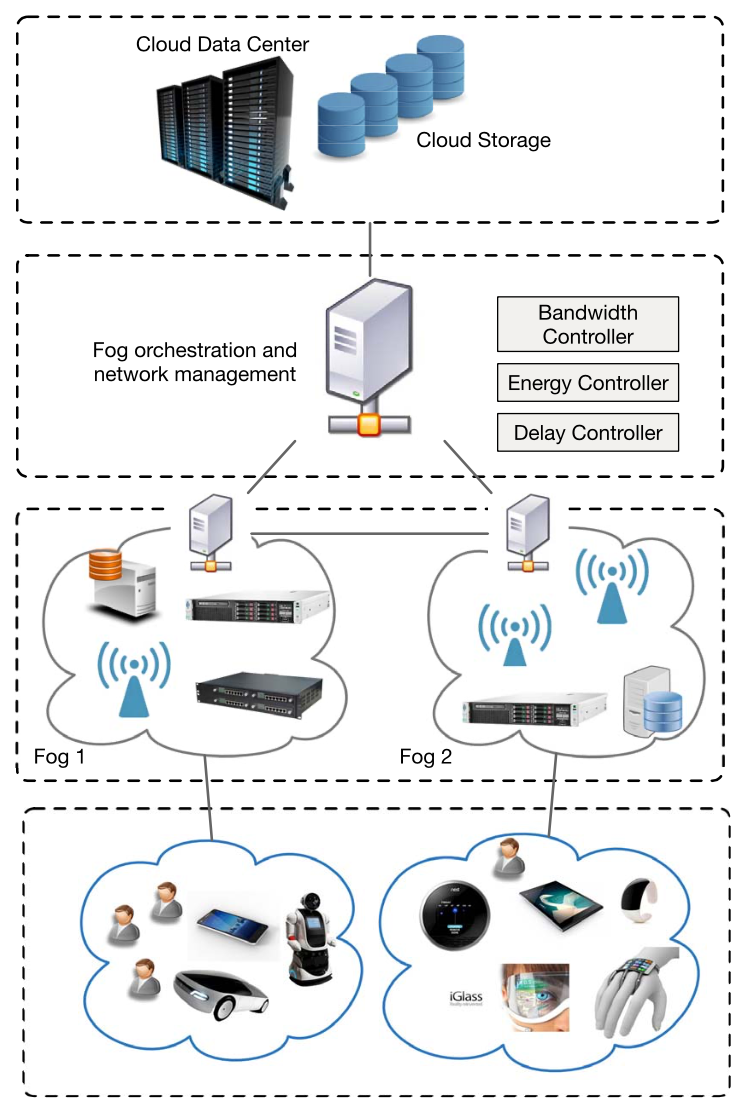 Cloud Data Center
Cloud Storage
Fog orchestration and
network management
Bandwidth
Controller
Energy Controller
Delay Controller
Fog 1
Fog 2
nest
iGlass